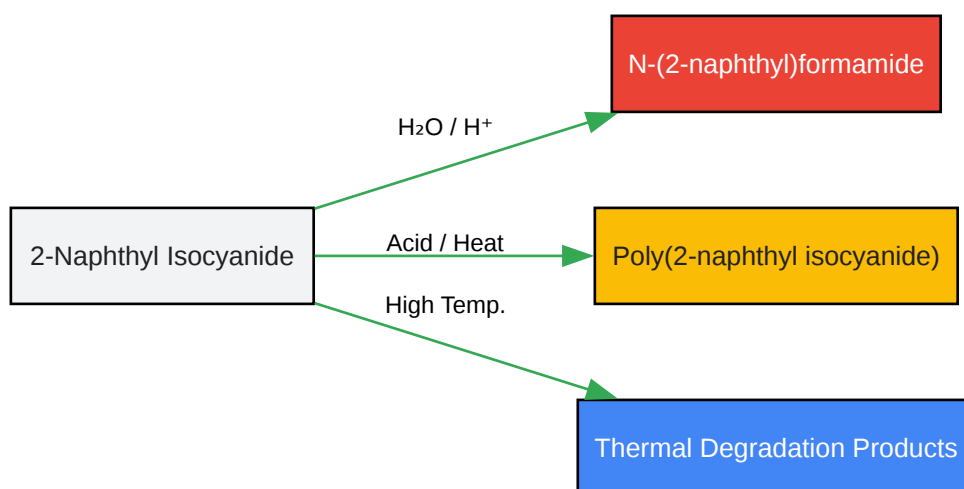 N-(2-naphthyl)formamide
H₂O / H⁺
2-Naphthyl Isocyanide
Acid / Heat
Poly(2-naphthyl isocyanide)
High Temp.
Thermal Degradation Products